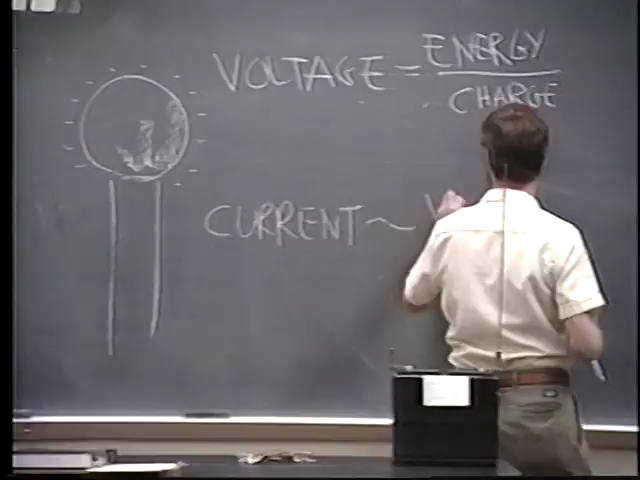 VOLTAGE = ENERGY
CHARGE
CURRENT ~